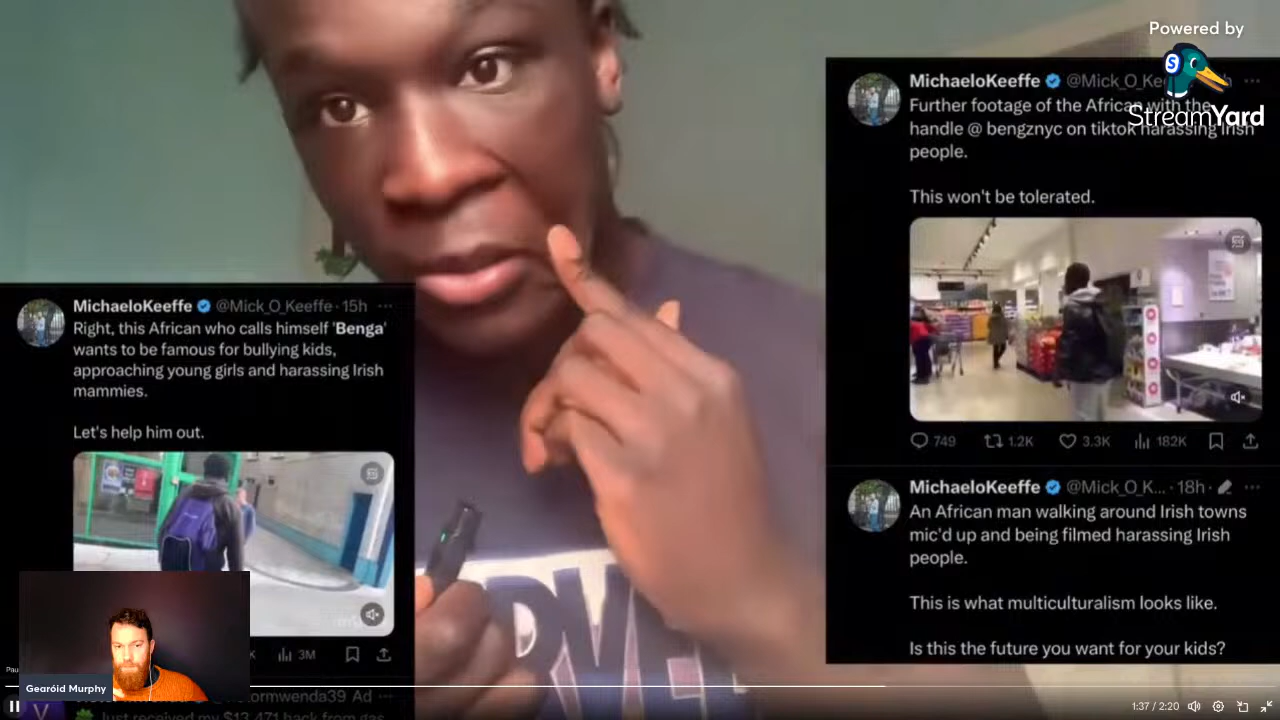 Powered by
StreamYard
MichaeloKeeffe @Mick_O_Ke
Further footage of the African with the
handle @ bengznyc on tiktok harassing Irish
people.
This won't be tolerated.
749 1.2K 3.3K 182K
MichaeloKeeffe @Mick_O_K... · 18h ·
An African man walking around Irish towns
mic'd up and being filmed harassing Irish
people.
This is what multiculturalism looks like.
Is this the future you want for your kids?
MichaeloKeeffe @Mick_O_Keeffe · 15h
Right, this African who calls himself 'Benga'
wants to be famous for bullying kids,
approaching young girls and harassing Irish
mammies.
Let's help him out.
K 3M
Gearóid Murphy
tormwenda39 Ad
Just received my $13,471 back from gas
V
1:37 / 2:20